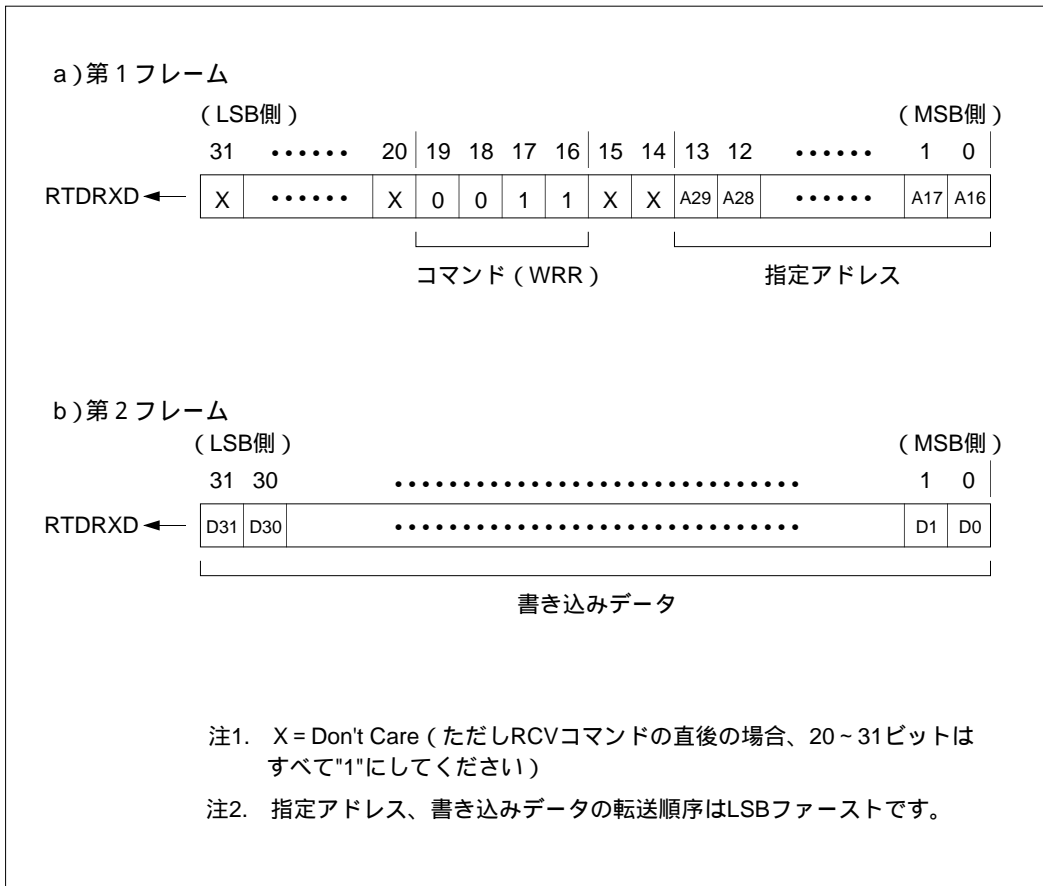 a)第1フレーム
(LSB側) (MSB側)
31 •••••• 20 19 18 17 16 15 14 13 12 •••••• 1 0
RTDRXD X •••••• X 0 0 1 1 X X A29 A28 •••••• A17 A16
コマンド(WRR) 指定アドレス
b)第2フレーム
(LSB側) (MSB側)
31 30 •••••••••••••••••••••••••••••• 1 0
RTDRXD D31 D30 •••••••••••••••••••••••••••••• D1 D0
書き込みデータ
注1. X = Don't Care(ただしRCVコマンドの直後の場合、20~31ビットは
すべて"1"にしてください)
注2. 指定アドレス、書き込みデータの転送順序はLSBファーストです。